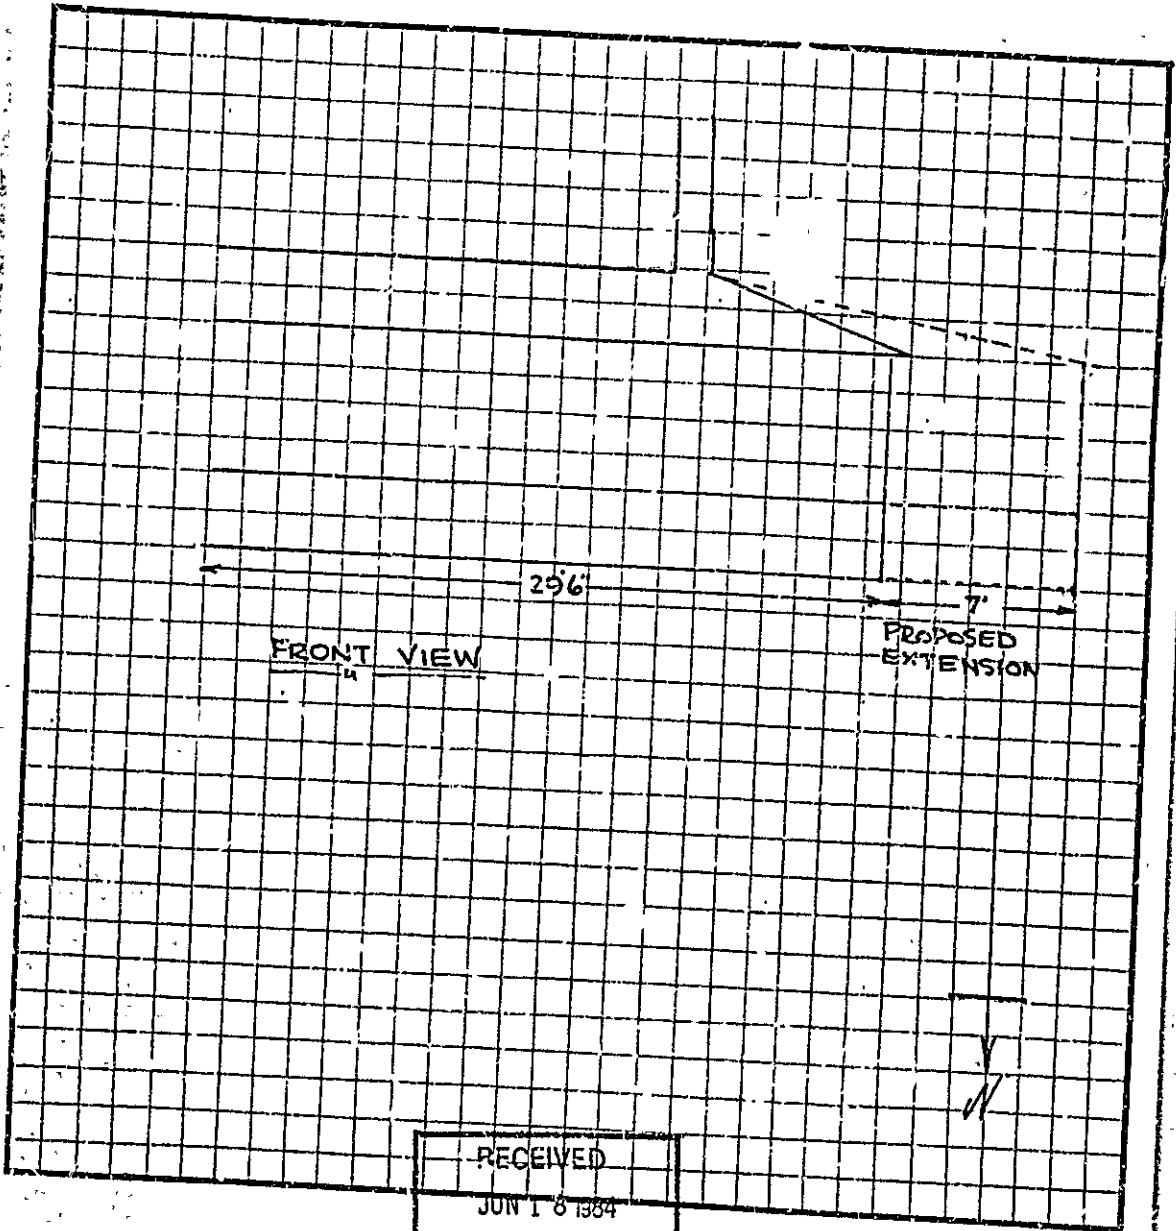 29'6"
7'
PROPOSED
EXTENSION
FRONT VIEW
N
RECEIVED
JUN 18 1984